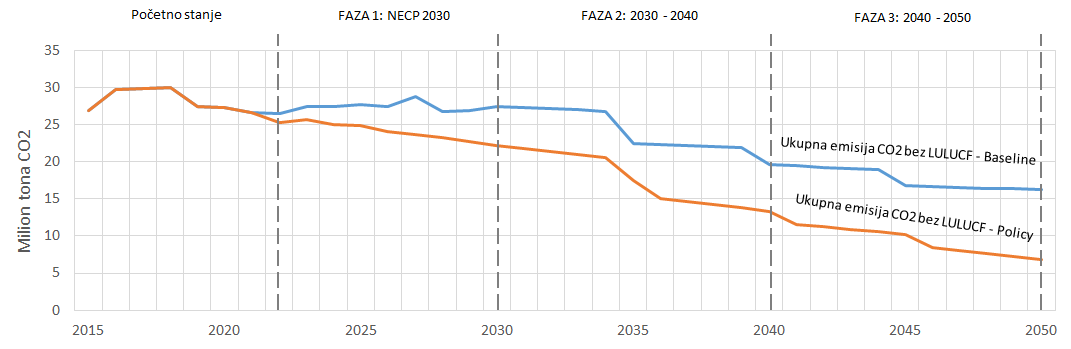 Početno stanje
FAZA 1: NECP 2030
FAZA 2: 2030 - 2040
FAZA 3: 2040 - 2050
Milion tona CO2
35
30
25
20
15
10
5
0
Ukupna emisija CO2 bez LULUCF - Baseline
Ukupna emisija CO2 bez LULUCF - Policy
2015
2020
2025
2030
2035
2040
2045
2050